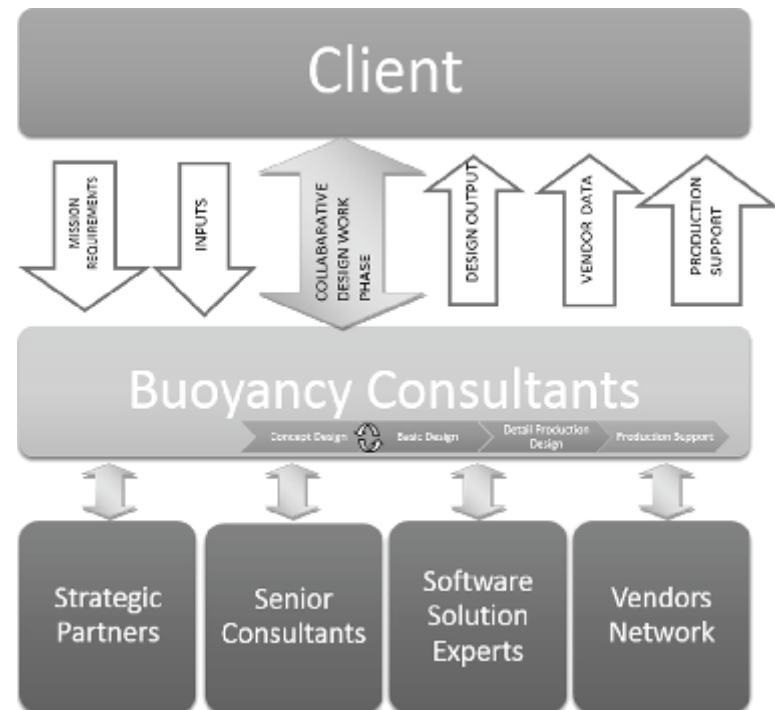 Client
MISSION
REQUIREMENTS
INPUTS
COLLABARATIVE
DESIGN WORK
PHASE
DESIGN OUTPUT
VENDOR DATA
PRODUCTION
SUPPORT
Buoyancy Consultants
Concept Design
Basic Design
Detail Production
Design
Production Support
Strategic
Partners
Senior
Consultants
Software
Solution
Experts
Vendors
Network